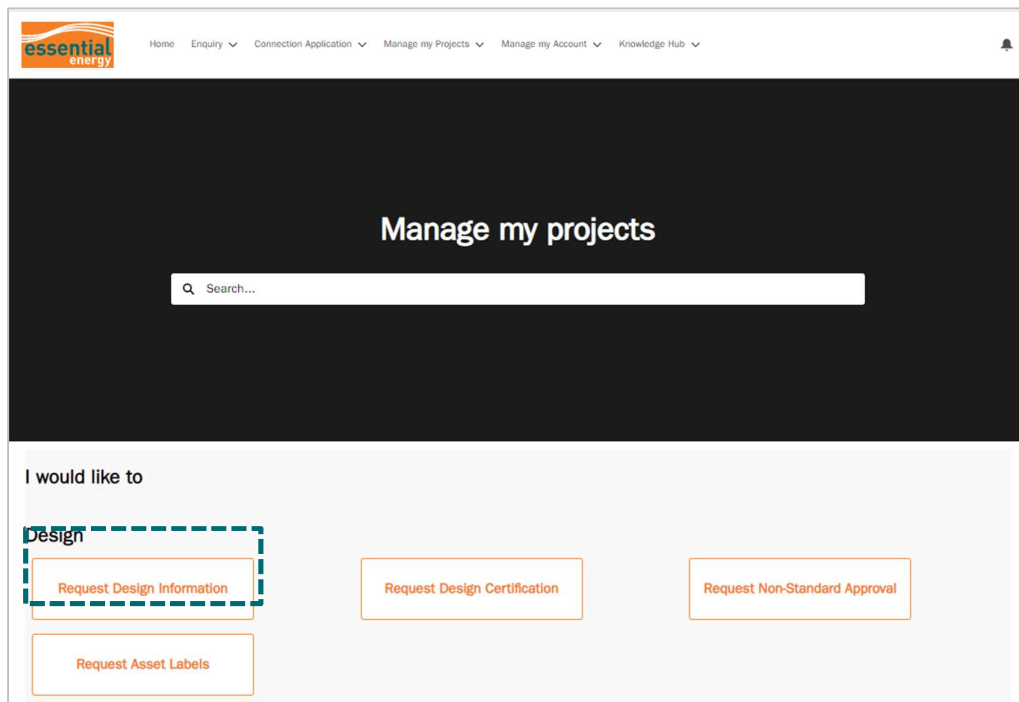 essential
energy
Home Enquiry Connection Application Manage my Projects Manage my Account Knowledge Hub
Manage my projects
Search...
I would like to
Design
Request Design Information Request Design Certification Request Non-Standard Approval
Request Asset Labels